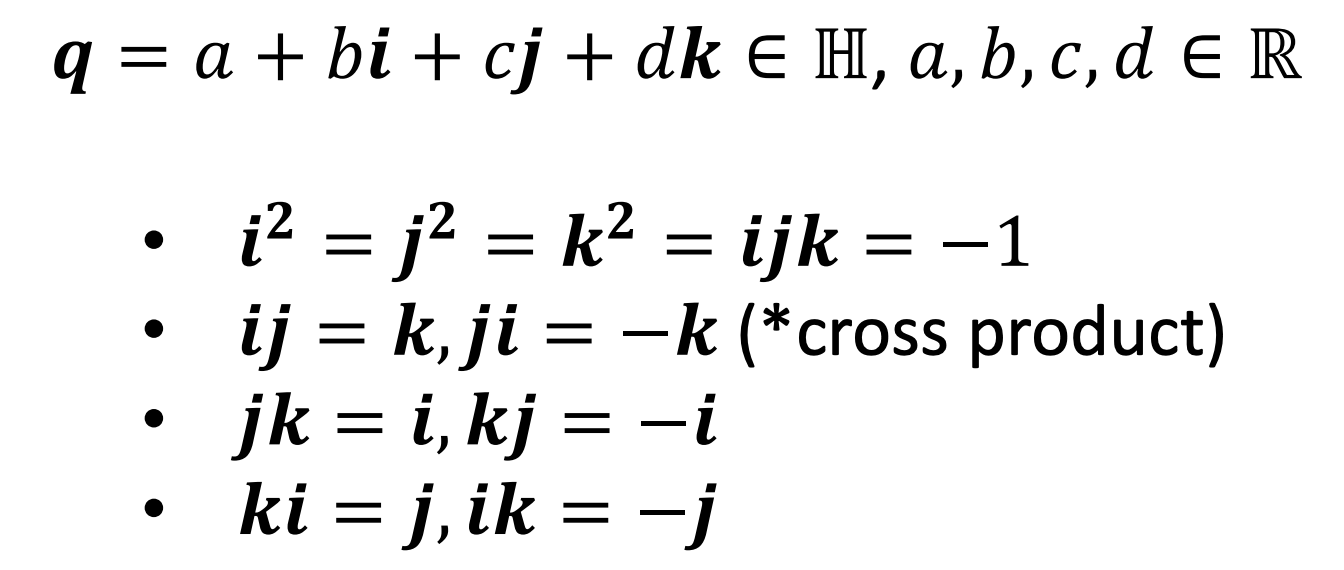 q = a + bi + cj + dk ∈ ℍ, a, b, c, d ∈ ℝ
• i² = j² = k² = ijk = −1
• ij = k, ji = −k (*cross product)
• jk = i, kj = −i
• ki = j, ik = −j